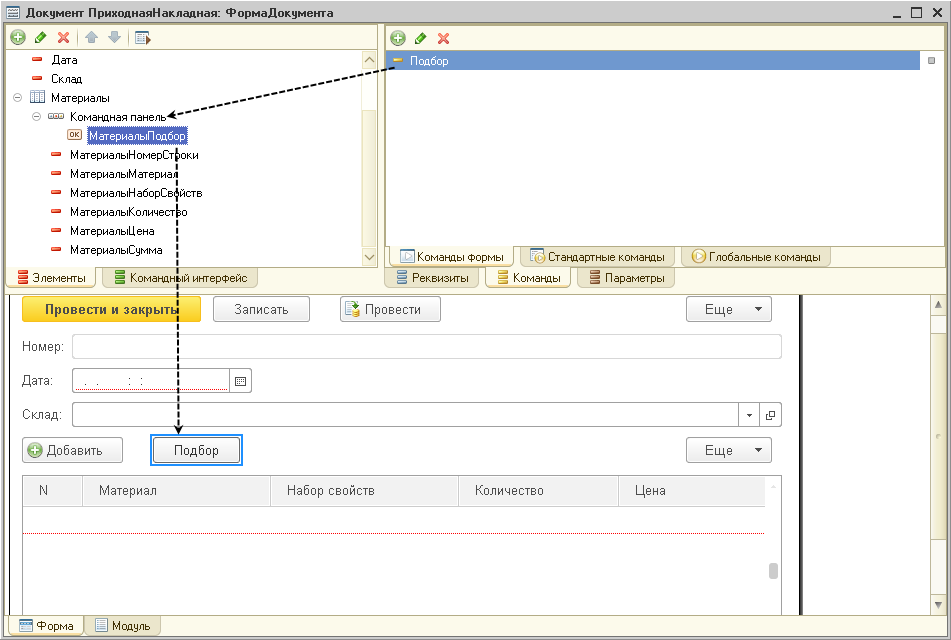 Документ ПриходнаяНакладная: ФормаДокумента
Дата
Склад
Материалы
Командная панель
OK МатериалыПодбор
МатериалыНомерСтроки
МатериалыМатериал
МатериалыНаборСвойств
МатериалыКоличество
МатериалыЦена
МатериалыСумма
Элементы Командный интерфейс
Подбор
Команды формы Стандартные команды Глобальные команды
Реквизиты Команды Параметры
Провести и закрыть Записать Провести Еще
Номер:
Дата: . . : :
Склад:
Добавить Подбор Еще
N Материал Набор свойств Количество Цена
Форма Модуль